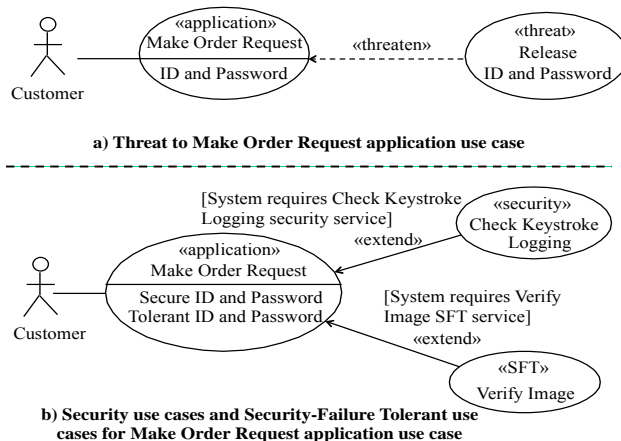 «application»
Make Order Request
ID and Password
«threaten»
«threat»
Release
ID and Password
Customer
a) Threat to Make Order Request application use case
[System requires Check Keystroke
Logging security service]
«extend»
«security»
Check Keystroke
Logging
«application»
Make Order Request
Secure ID and Password
Tolerant ID and Password
Customer
[System requires Verify
Image SFT service]
«extend»
«SFT»
Verify Image
b) Security use cases and Security-Failure Tolerant use
cases for Make Order Request application use case